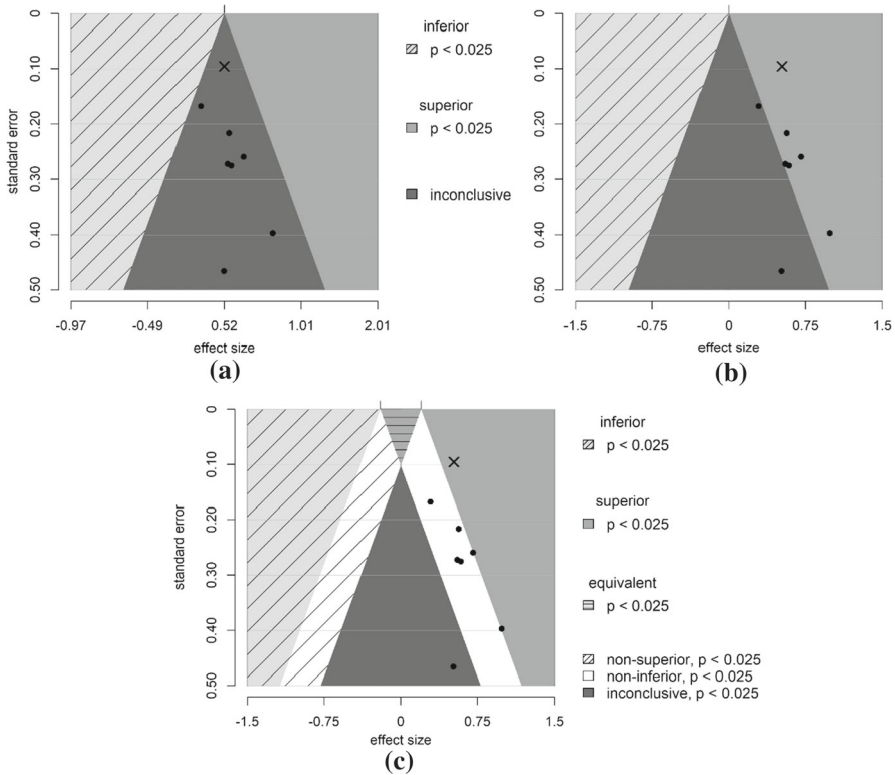 0
0.10
0.20
0.30
0.40
0.50
standard error
-0.97
-0.49
0.52
1.01
2.01
effect size
(a)
inferior
p < 0.025
superior
p < 0.025
inconclusive
0
0.10
0.20
0.30
0.40
0.50
-1.5
-0.75
0
0.75
1.5
effect size
(b)
0
0.10
0.20
0.30
0.40
0.50
standard error
-1.5
-0.75
0
0.75
1.5
effect size
(c)
inferior
p < 0.025
superior
p < 0.025
equivalent
p < 0.025
non-superior, p < 0.025
non-inferior, p < 0.025
inconclusive, p < 0.025